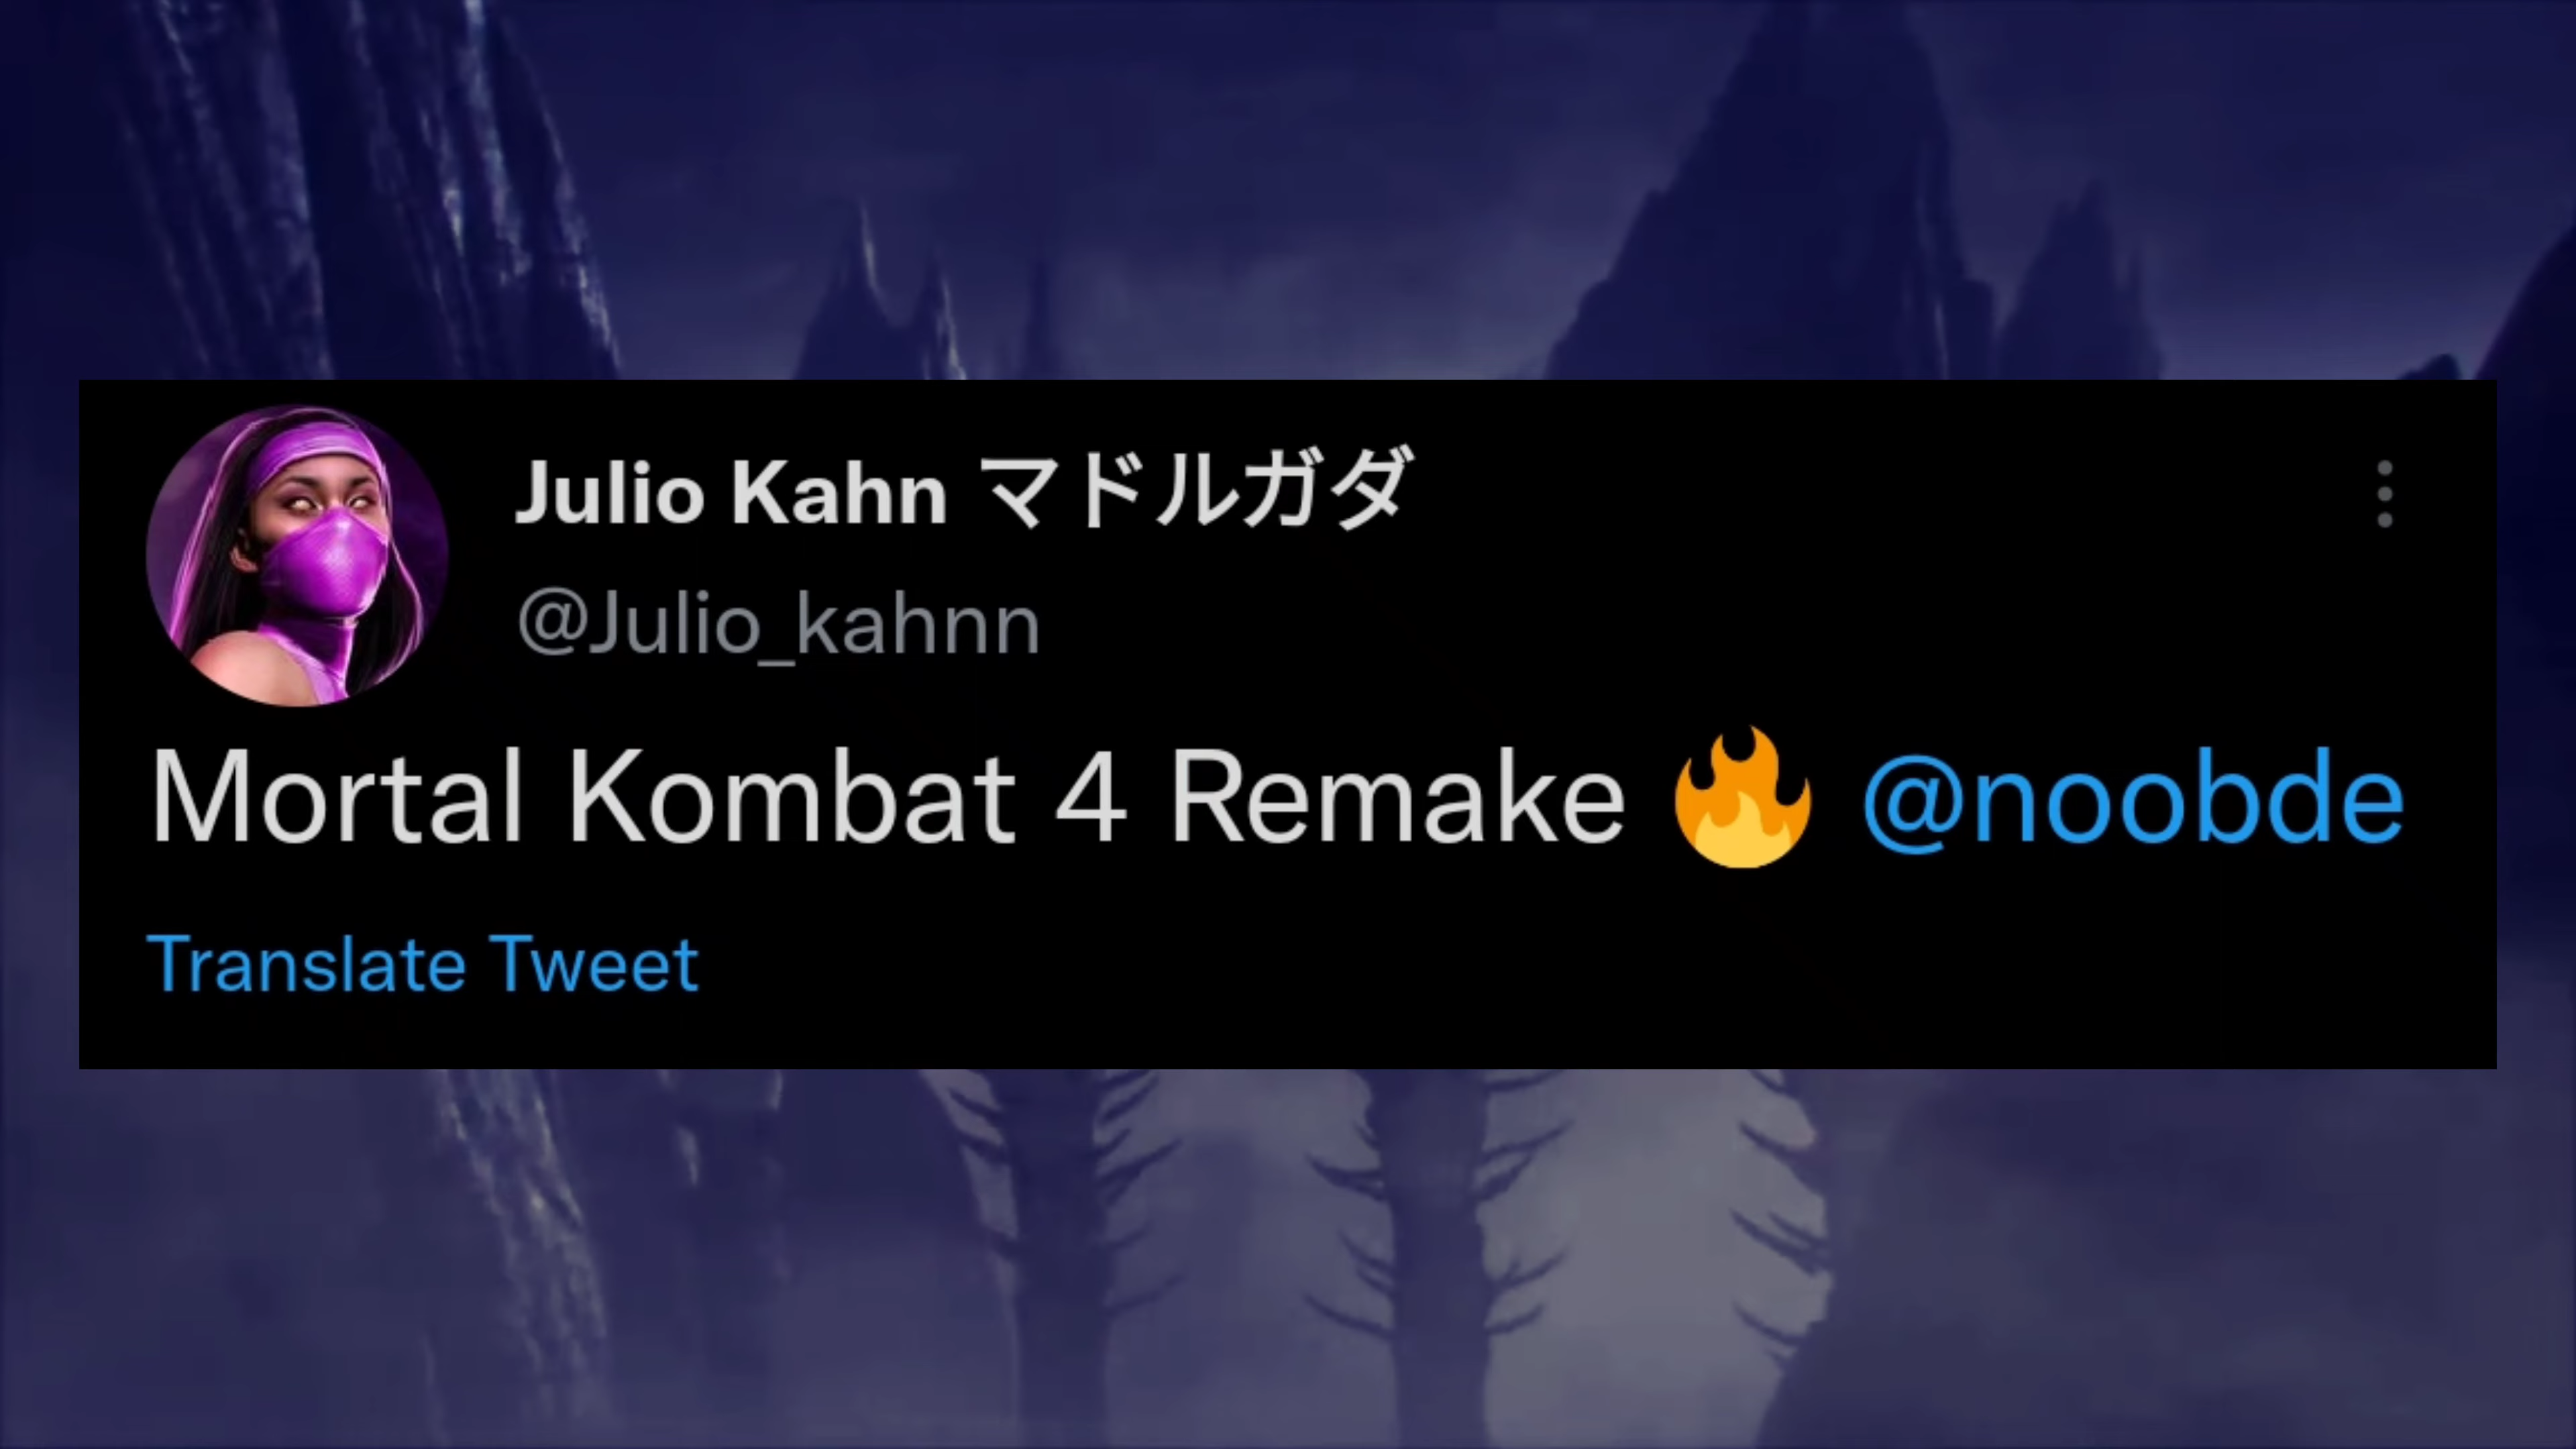 Julio Kahn マドルガダ
@Julio_kahnn
Mortal Kombat 4 Remake 🔥 @noobde
Translate Tweet